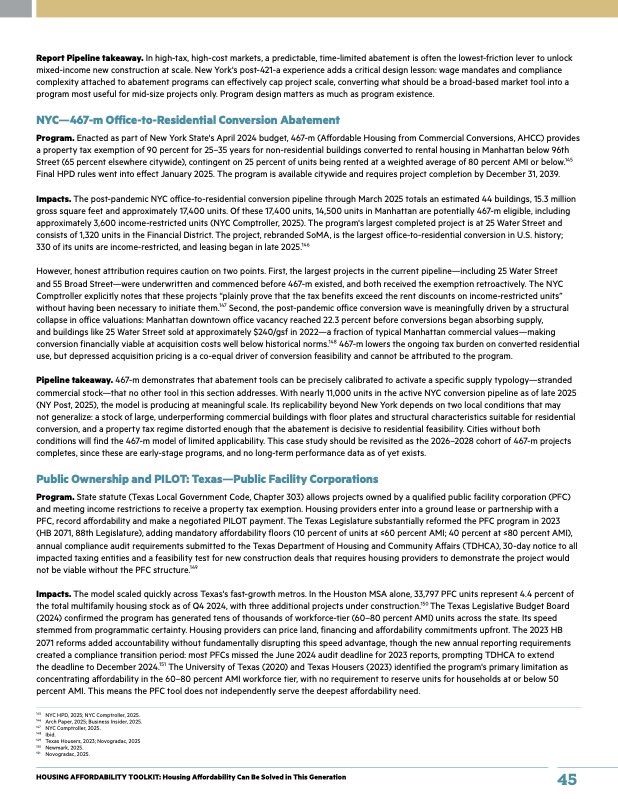 Report Pipeline takeaway. In high-tax, high-cost markets, a predictable, time-limited abatement is often the lowest-friction lever to unlock
mixed-income new construction at scale. New York's post-421-a experience adds a critical design lesson: wage mandates and compliance
complexity attached to abatement programs can effectively cap project scale, converting what should be a broad-based market tool into a
program most useful for mid-size projects only. Program design matters as much as program existence.
NYC—467-m Office-to-Residential Conversion Abatement
Program. Enacted as part of New York State's April 2024 budget, 467-m (Affordable Housing from Commercial Conversions, AHCC) provides
a property tax exemption of 90 percent for 25–35 years for non-residential buildings converted to rental housing in Manhattan below 96th
Street (65 percent elsewhere citywide), contingent on 25 percent of units being rented at a weighted average of 80 percent AMI or below.145
Final HPD rules went into effect January 2025. The program is available citywide and requires project completion by December 31, 2039.
Impacts. The post-pandemic NYC office-to-residential conversion pipeline through March 2025 totals an estimated 44 buildings, 15.3 million
gross square feet and approximately 17,400 units. Of these 17,400 units, 14,500 units in Manhattan are potentially 467-m eligible, including
approximately 3,600 income-restricted units (NYC Comptroller, 2025). The program's largest completed project is at 25 Water Street and
consists of 1,320 units in the Financial District. The project, rebranded SoMA, is the largest office-to-residential conversion in U.S. history;
330 of its units are income-restricted, and leasing began in late 2025.146
However, honest attribution requires caution on two points. First, the largest projects in the current pipeline—including 25 Water Street
and 55 Broad Street—were underwritten and commenced before 467-m existed, and both received the exemption retroactively. The NYC
Comptroller explicitly notes that these projects "plainly prove that the tax benefits exceed the rent discounts on income-restricted units"
without having been necessary to initiate them.147 Second, the post-pandemic office conversion wave is meaningfully driven by a structural
collapse in office valuations: Manhattan downtown office vacancy reached 22.3 percent before conversions began absorbing supply,
and buildings like 25 Water Street sold at approximately $240/gsf in 2022—a fraction of typical Manhattan commercial values—making
conversion financially viable at acquisition costs well below historical norms.148 467-m lowers the ongoing tax burden on converted residential
use, but depressed acquisition pricing is a co-equal driver of conversion feasibility and cannot be attributed to the program.
Pipeline takeaway. 467-m demonstrates that abatement tools can be precisely calibrated to activate a specific supply typology—stranded
commercial stock—that no other tool in this section addresses. With nearly 11,000 units in the active NYC conversion pipeline as of late 2025
(NY Post, 2025), the model is producing at meaningful scale. Its replicability beyond New York depends on two local conditions that may
not generalize: a stock of large, underperforming commercial buildings with floor plates and structural characteristics suitable for residential
conversion, and a property tax regime distorted enough that the abatement is decisive to residential feasibility. Cities without both
conditions will find the 467-m model of limited applicability. This case study should be revisited as the 2026–2028 cohort of 467-m projects
completes, since these are early-stage programs, and no long-term performance data as of yet exists.
Public Ownership and PILOT: Texas—Public Facility Corporations
Program. State statute (Texas Local Government Code, Chapter 303) allows projects owned by a qualified public facility corporation (PFC)
and meeting income restrictions to receive a property tax exemption. Housing providers enter into a ground lease or partnership with a
PFC, record affordability and make a negotiated PILOT payment. The Texas Legislature substantially reformed the PFC program in 2023
(HB 2071, 88th Legislature), adding mandatory affordability floors (10 percent of units at ≤60 percent AMI; 40 percent at ≤80 percent AMI),
annual compliance audit requirements submitted to the Texas Department of Housing and Community Affairs (TDHCA), 30-day notice to all
impacted taxing entities and a feasibility test for new construction deals that requires housing providers to demonstrate the project would
not be viable without the PFC structure.149
Impacts. The model scaled quickly across Texas's fast-growth metros. In the Houston MSA alone, 33,797 PFC units represent 4.4 percent of
the total multifamily housing stock as of Q4 2024, with three additional projects under construction.150 The Texas Legislative Budget Board
(2024) confirmed the program has generated tens of thousands of workforce-tier (60–80 percent AMI) units across the state. Its speed
stemmed from programmatic certainty. Housing providers can price land, financing and affordability commitments upfront. The 2023 HB
2071 reforms added accountability without fundamentally disrupting this speed advantage, though the new annual reporting requirements
created a compliance transition period: most PFCs missed the June 2024 audit deadline for 2023 reports, prompting TDHCA to extend
the deadline to December 2024.151 The University of Texas (2020) and Texas Housers (2023) identified the program's primary limitation as
concentrating affordability in the 60–80 percent AMI workforce tier, with no requirement to reserve units for households at or below 50
percent AMI. This means the PFC tool does not independently serve the deepest affordability need.
145 NYC HPD, 2025; NYC Comptroller, 2025.
146 Arch Paper, 2025; Business Insider, 2025.
147 NYC Comptroller, 2025.
148 Ibid.
149 Texas Housers, 2023; Novogradac, 2025
150 Newmark, 2025.
151 Novogradac, 2025.
HOUSING AFFORDABILITY TOOLKIT: Housing Affordability Can Be Solved in This Generation
45